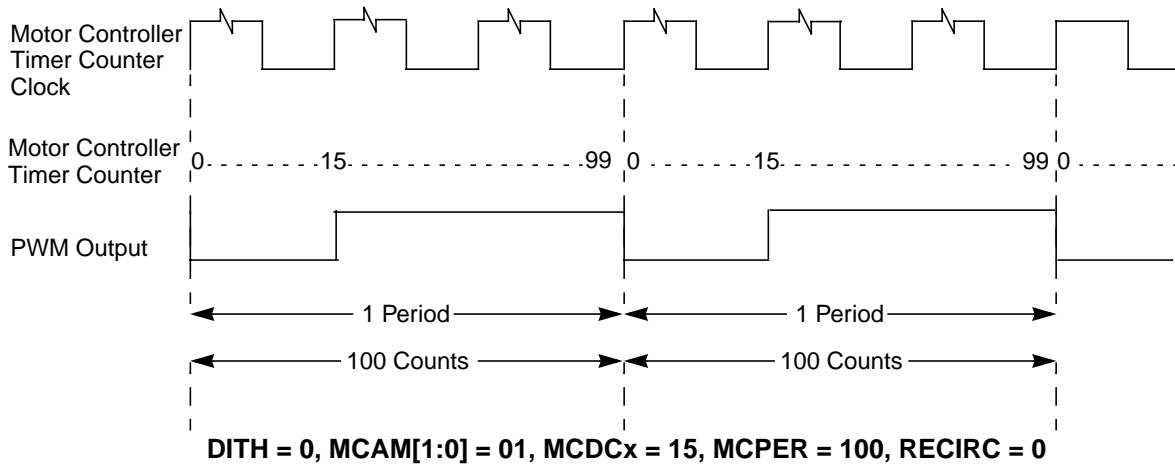 Motor Controller
Timer Counter
Clock
Motor Controller
Timer Counter
0 15 99 0 15 99 0
PWM Output
1 Period 1 Period
100 Counts 100 Counts
DITH = 0, MCAM[1:0] = 01, MCDCx = 15, MCPER = 100, RECIRC = 0